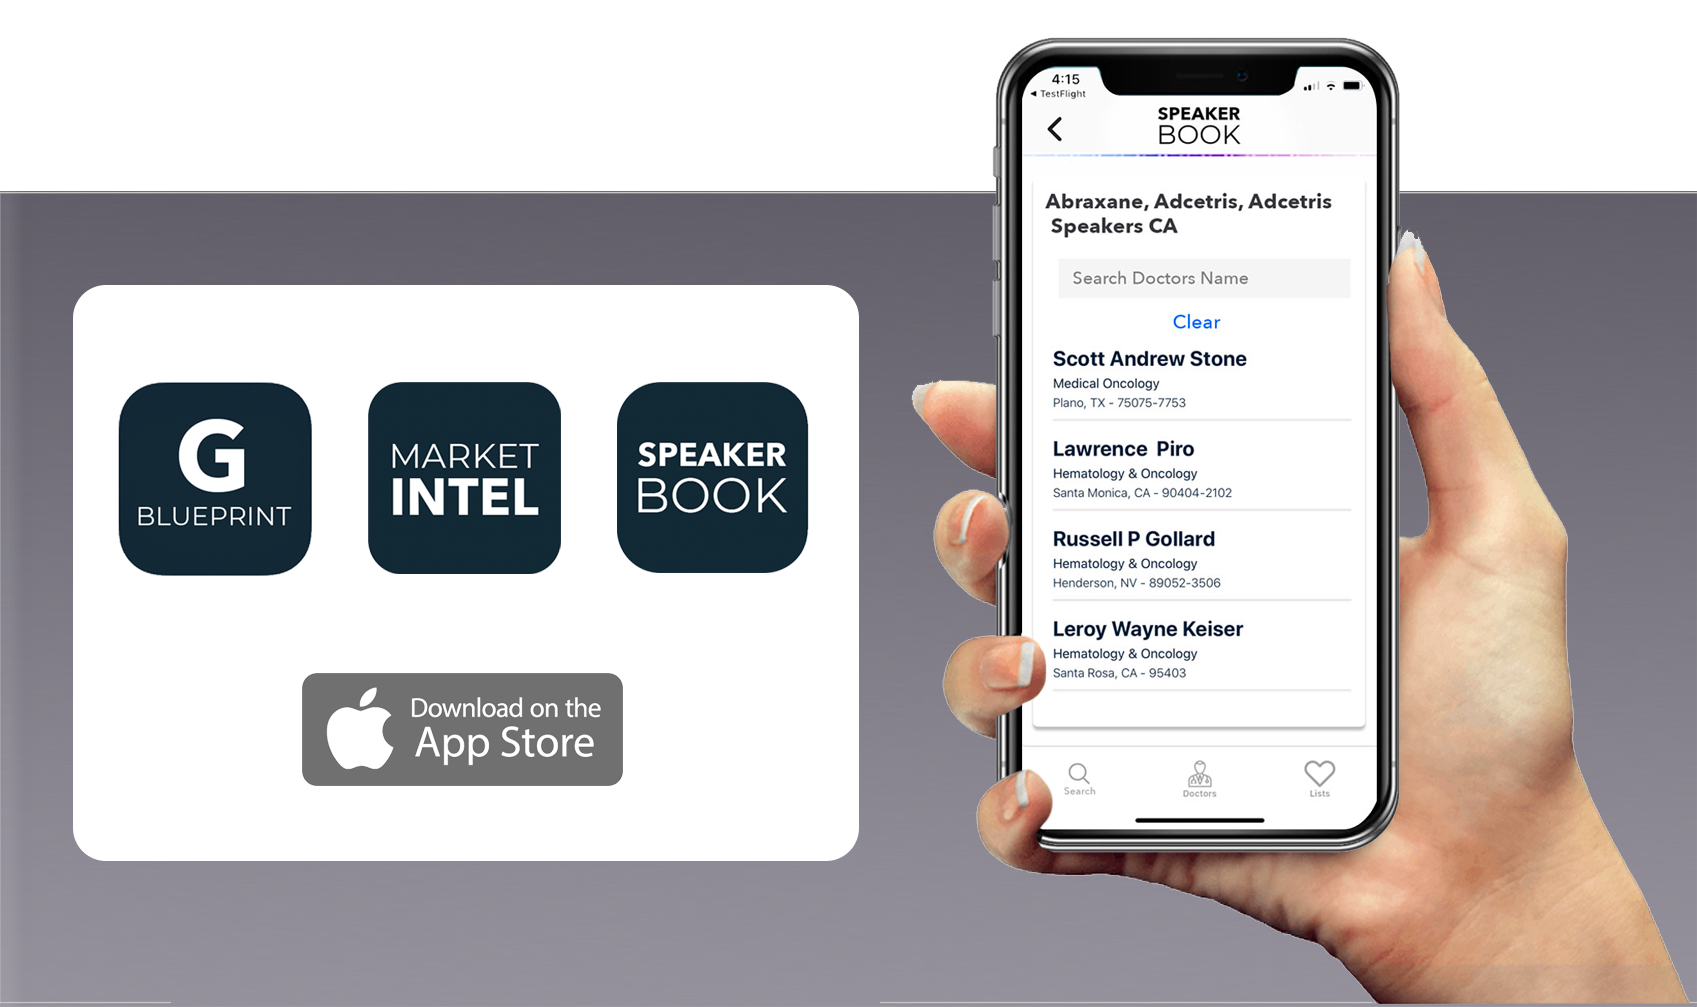 G
BLUEPRINT
MARKET
INTEL
SPEAKER
BOOK
Download on the
App Store
4:15
◀ TestFlight
SPEAKER
BOOK
Abraxane, Adcetris, Adcetris
Speakers CA
Search Doctors Name
Clear
Scott Andrew Stone
Medical Oncology
Plano, TX - 75075-7753
Lawrence Piro
Hematology & Oncology
Santa Monica, CA - 90404-2102
Russell P Gollard
Hematology & Oncology
Henderson, NV - 89052-3506
Leroy Wayne Keiser
Hematology & Oncology
Santa Rosa, CA - 95403
Search
Doctors
Lists